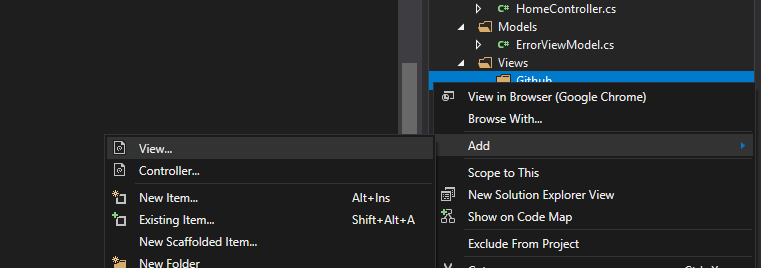 C# HomeController.cs
Models
C# ErrorViewModel.cs
Views
Github
View in Browser (Google Chrome)
Browse With...
Add
Scope to This
New Solution Explorer View
Show on Code Map
Exclude From Project
View...
Controller...
New Item... Alt+Ins
Existing Item... Shift+Alt+A
New Scaffolded Item...
New Folder